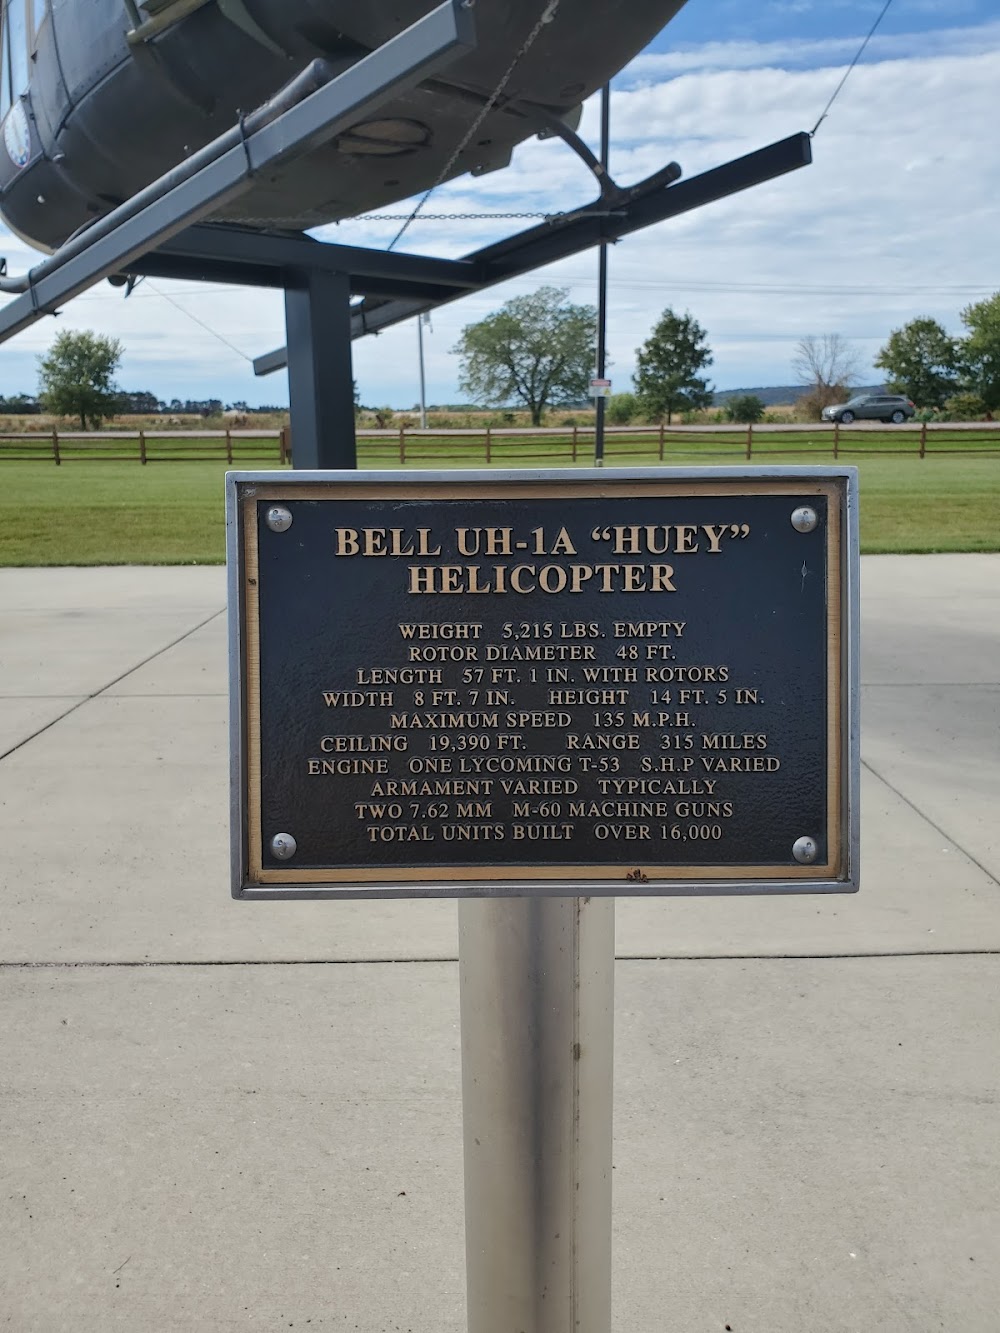 BELL UH-1A “HUEY”
HELICOPTER
WEIGHT 5,215 LBS. EMPTY
ROTOR DIAMETER 48 FT.
LENGTH 57 FT. 1 IN. WITH ROTORS
WIDTH 8 FT. 7 IN. HEIGHT 14 FT. 5 IN.
MAXIMUM SPEED 135 M.P.H.
CEILING 19,390 FT. RANGE 315 MILES
ENGINE ONE LYCOMING T-53 S.H.P VARIED
ARMAMENT VARIED TYPICALLY
TWO 7.62 MM M-60 MACHINE GUNS
TOTAL UNITS BUILT OVER 16,000